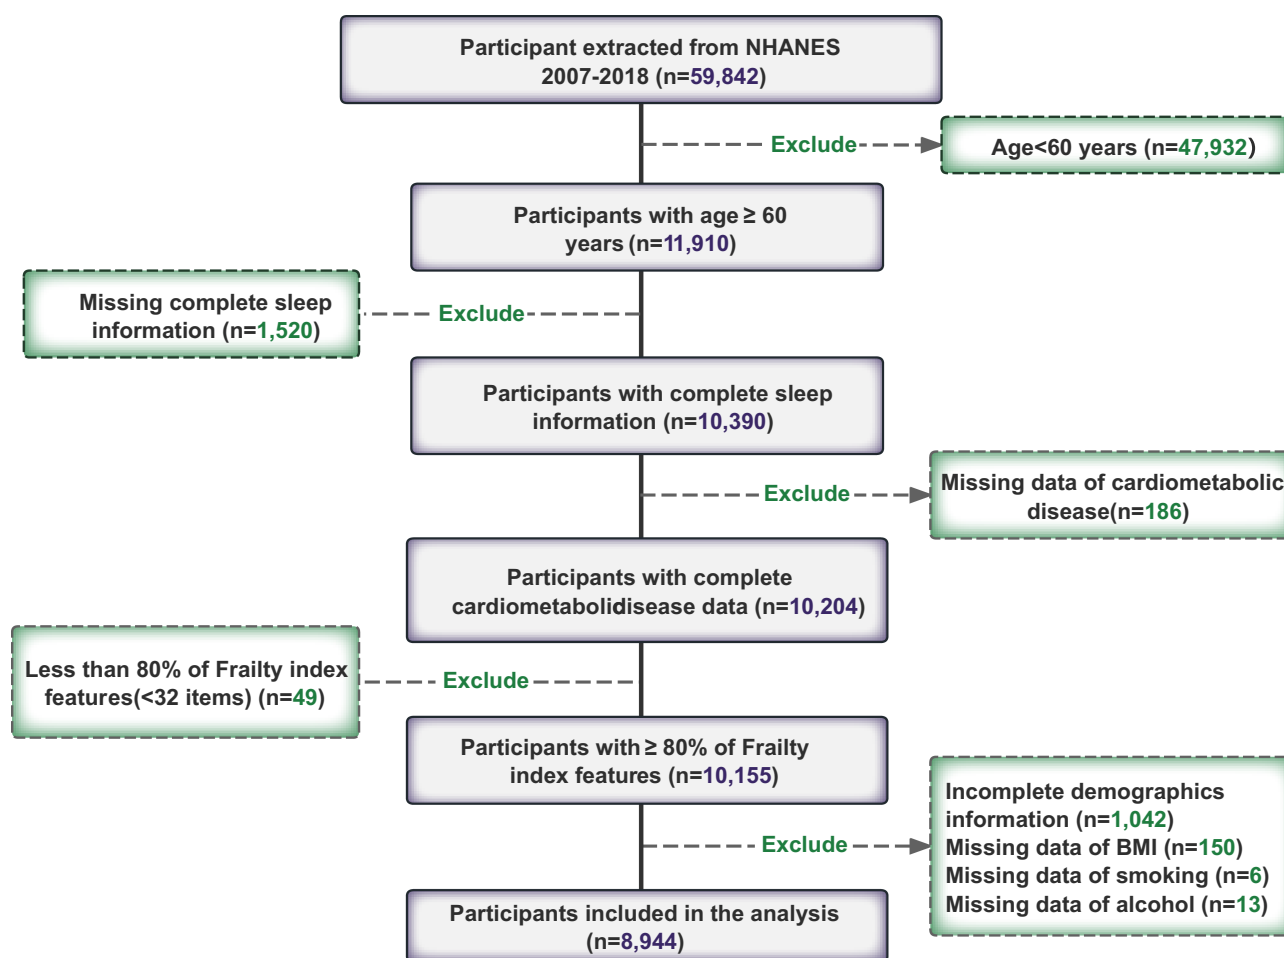 Participant extracted from NHANES
2007-2018 (n=59,842)
Exclude
Age<60 years (n=47,932)
Participants with age ≥ 60
years (n=11,910)
Missing complete sleep
information (n=1,520)
Exclude
Participants with complete sleep
information (n=10,390)
Exclude
Missing data of cardiometabolic
disease(n=186)
Participants with complete
cardiometabolidisease data (n=10,204)
Less than 80% of Frailty index
features(<32 items) (n=49)
Exclude
Participants with ≥ 80% of Frailty
index features (n=10,155)
Exclude
Incomplete demographics
information (n=1,042)
Missing data of BMI (n=150)
Missing data of smoking (n=6)
Missing data of alcohol (n=13)
Participants included in the analysis
(n=8,944)